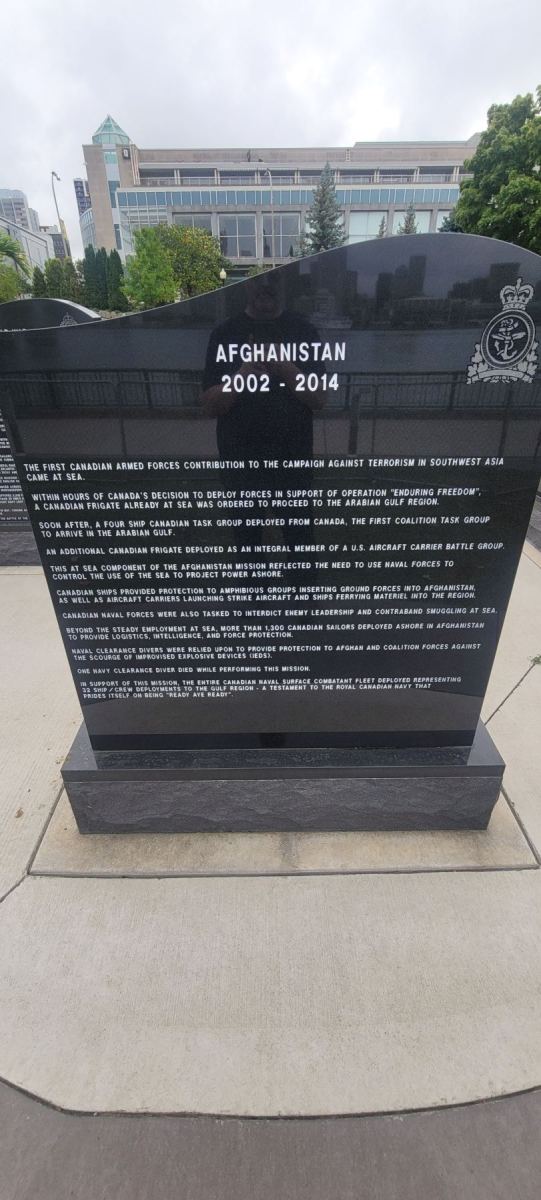 AFGHANISTAN
2002 - 2014
THE FIRST CANADIAN ARMED FORCES CONTRIBUTION TO THE CAMPAIGN AGAINST TERRORISM IN SOUTHWEST ASIA
CAME AT SEA.
WITHIN HOURS OF CANADA'S DECISION TO DEPLOY FORCES IN SUPPORT OF OPERATION "ENDURING FREEDOM",
A CANADIAN FRIGATE ALREADY AT SEA WAS ORDERED TO PROCEED TO THE ARABIAN GULF REGION.
SOON AFTER, A FOUR SHIP CANADIAN TASK GROUP DEPLOYED FROM CANADA, THE FIRST COALITION TASK GROUP
TO ARRIVE IN THE ARABIAN GULF.
AN ADDITIONAL CANADIAN FRIGATE DEPLOYED AS AN INTEGRAL MEMBER OF A U.S. AIRCRAFT CARRIER BATTLE GROUP.
THIS AT SEA COMPONENT OF THE AFGHANISTAN MISSION REFLECTED THE NEED TO USE NAVAL FORCES TO
CONTROL THE USE OF THE SEA TO PROJECT POWER ASHORE.
CANADIAN SHIPS PROVIDED PROTECTION TO AMPHIBIOUS GROUPS INSERTING GROUND FORCES INTO AFGHANISTAN,
AS WELL AS AIRCRAFT CARRIERS LAUNCHING STRIKE AIRCRAFT AND SHIPS FERRYING MATERIEL INTO THE REGION.
CANADIAN NAVAL FORCES WERE ALSO TASKED TO INTERDICT ENEMY LEADERSHIP AND CONTRABAND SMUGGLING AT SEA.
BEYOND THE STEADY EMPLOYMENT AT SEA, MORE THAN 1,300 CANADIAN SAILORS DEPLOYED ASHORE IN AFGHANISTAN
TO PROVIDE LOGISTICS, INTELLIGENCE, AND FORCE PROTECTION.
NAVAL CLEARANCE DIVERS WERE RELIED UPON TO PROVIDE PROTECTION TO AFGHAN AND COALITION FORCES AGAINST
THE SCOURGE OF IMPROVISED EXPLOSIVE DEVICES (IEDS).
ONE NAVY CLEARANCE DIVER DIED WHILE PERFORMING THIS MISSION.
IN SUPPORT OF THIS MISSION, THE ENTIRE CANADIAN NAVAL SURFACE COMBATANT FLEET DEPLOYED REPRESENTING
32 SHIP / CREW DEPLOYMENTS TO THE GULF REGION - A TESTAMENT TO THE ROYAL CANADIAN NAVY THAT
PRIDES ITSELF ON BEING "READY AYE READY".